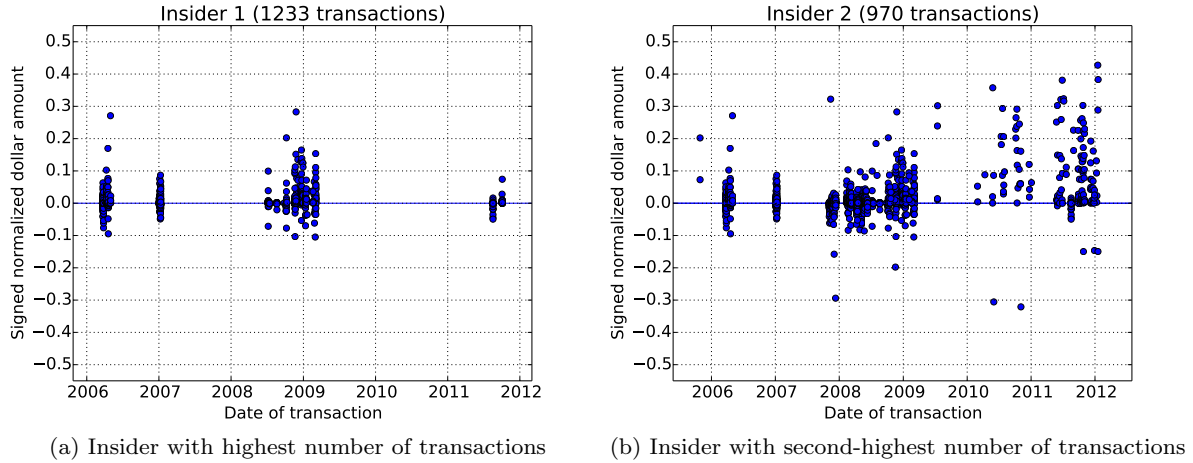 Insider 1 (1233 transactions)
0.5
0.4
0.3
0.2
0.1
0.0
−0.1
−0.2
−0.3
−0.4
−0.5
Signed normalized dollar amount
2006 2007 2008 2009 2010 2011 2012
Date of transaction
(a) Insider with highest number of transactions
Insider 2 (970 transactions)
0.5
0.4
0.3
0.2
0.1
0.0
−0.1
−0.2
−0.3
−0.4
−0.5
Signed normalized dollar amount
2006 2007 2008 2009 2010 2011 2012
Date of transaction
(b) Insider with second-highest number of transactions